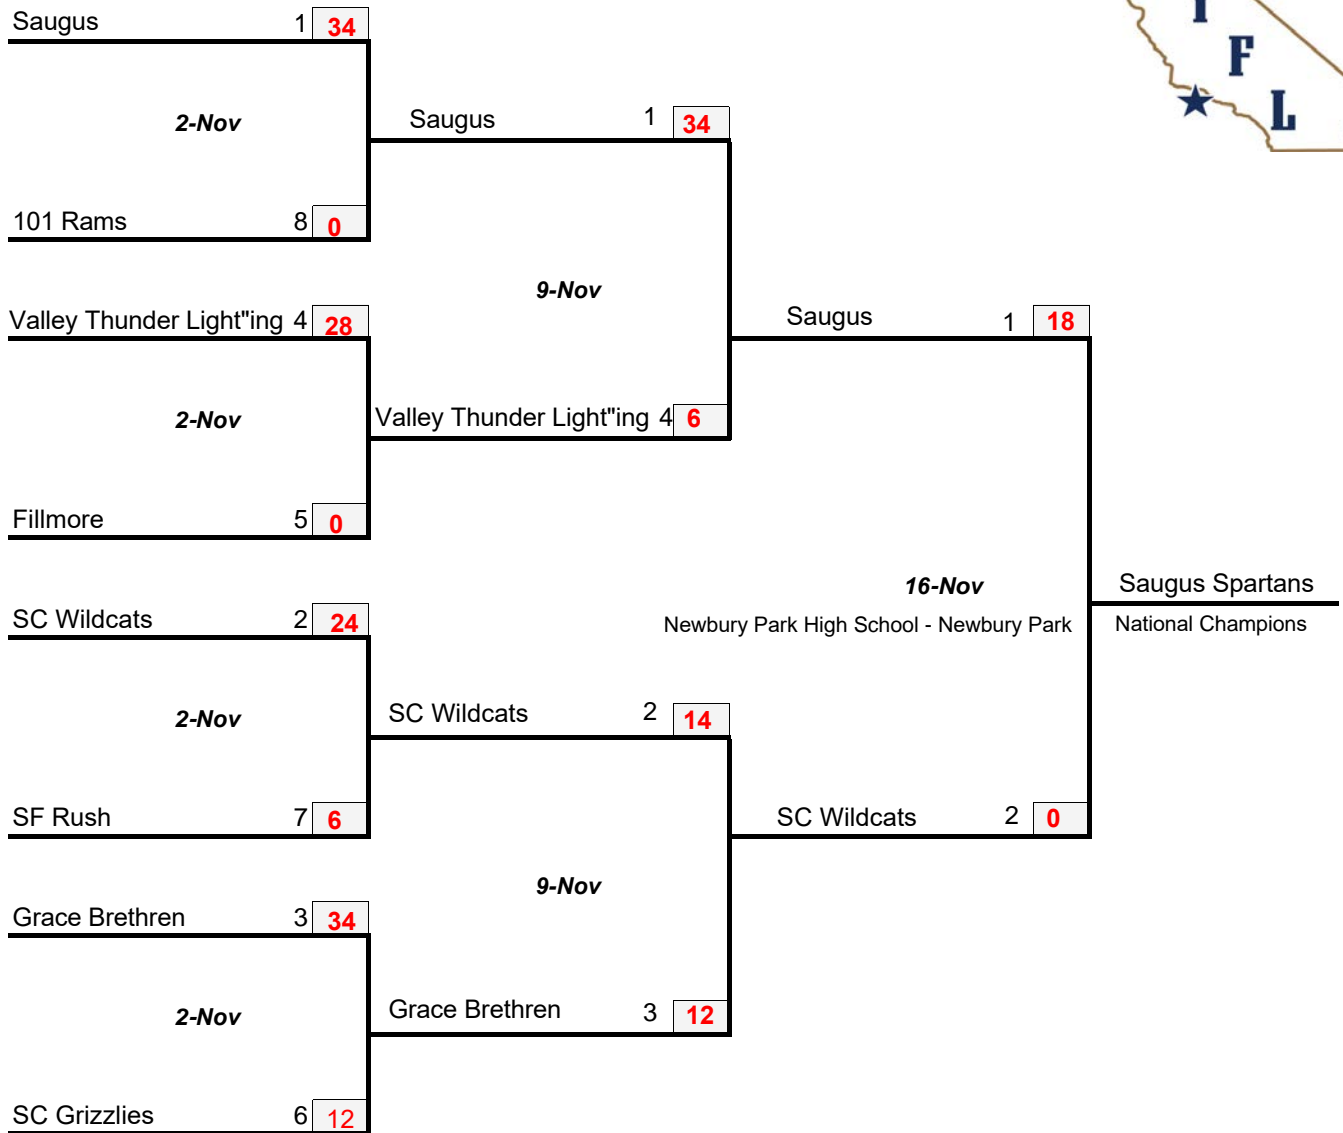 Saugus 1 34
2-Nov
101 Rams 8 0
Valley Thunder Light"ing 4 28
2-Nov
Fillmore 5 0
SC Wildcats 2 24
2-Nov
SF Rush 7 6
Grace Brethren 3 34
2-Nov
SC Grizzlies 6 12
Saugus 1 34
9-Nov
Valley Thunder Light"ing 4 6
SC Wildcats 2 14
9-Nov
Grace Brethren 3 12
Saugus 1 18
16-Nov
Newbury Park High School - Newbury Park
SC Wildcats 2 0
Saugus Spartans
National Champions
F
L